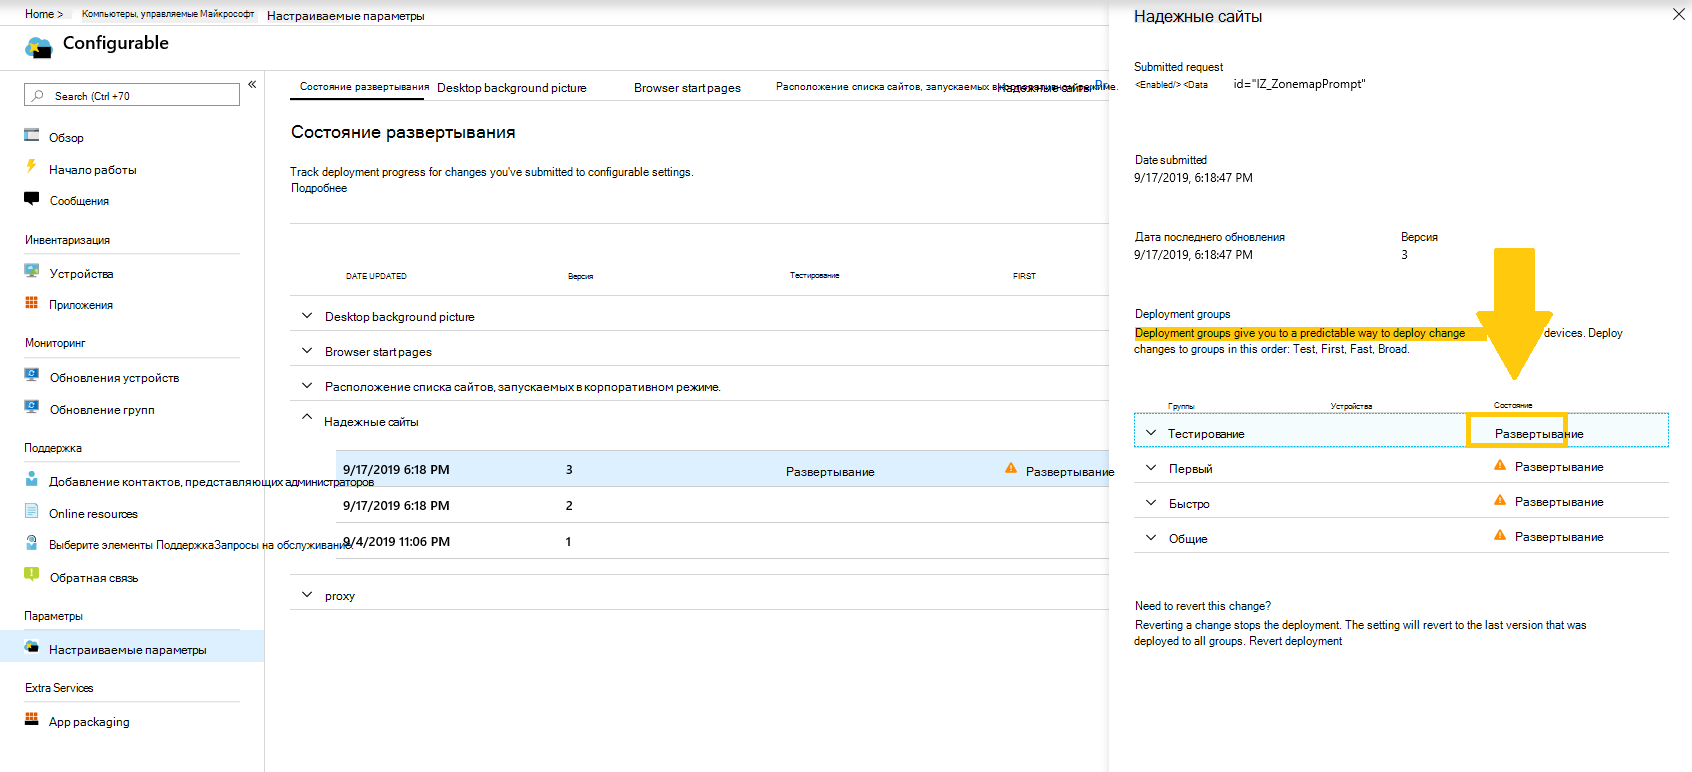 Home >
Компьютеры, управляемые Майкрософт
Настраиваемые параметры
Configurable
Search (Ctrl +70
«
Обзор
Начало работы
Сообщения
Инвентаризация
Устройства
Приложения
Мониторинг
Обновления устройств
Обновление групп
Поддержка
Добавление контактов, представляющих администраторов
Online resources
Выберите элементы ПоддержкаЗапросы на обслуживание.
Обратная связь
Параметры
Настраиваемые параметры
Extra Services
App packaging
Состояние развертывания
Desktop background picture
Browser start pages
Расположение списка сайтов, запускаемых в корпоративном режиме.
Надежные сайты
Состояние развертывания
Track deployment progress for changes you've submitted to configurable settings.
Подробнее
DATE UPDATED Версия Тестирование FIRST
Desktop background picture
Browser start pages
Расположение списка сайтов, запускаемых в корпоративном режиме.
Надежные сайты
9/17/2019 6:18 PM 3 Развертывание Развертывание
9/17/2019 6:18 PM 2
9/4/2019 11:06 PM 1
proxy
Надежные сайты
Submitted request
<Enabled/> <Data id="IZ_ZonemapPrompt"
Date submitted
9/17/2019, 6:18:47 PM
Дата последнего обновления Версия
9/17/2019, 6:18:47 PM 3
Deployment groups
Deployment groups give you to a predictable way to deploy change devices. Deploy
changes to groups in this order: Test, First, Fast, Broad.
Группы Устройства Состояние
Тестирование Развертывание
Первый Развертывание
Быстро Развертывание
Общие Развертывание
Need to revert this change?
Reverting a change stops the deployment. The setting will revert to the last version that was
deployed to all groups. Revert deployment